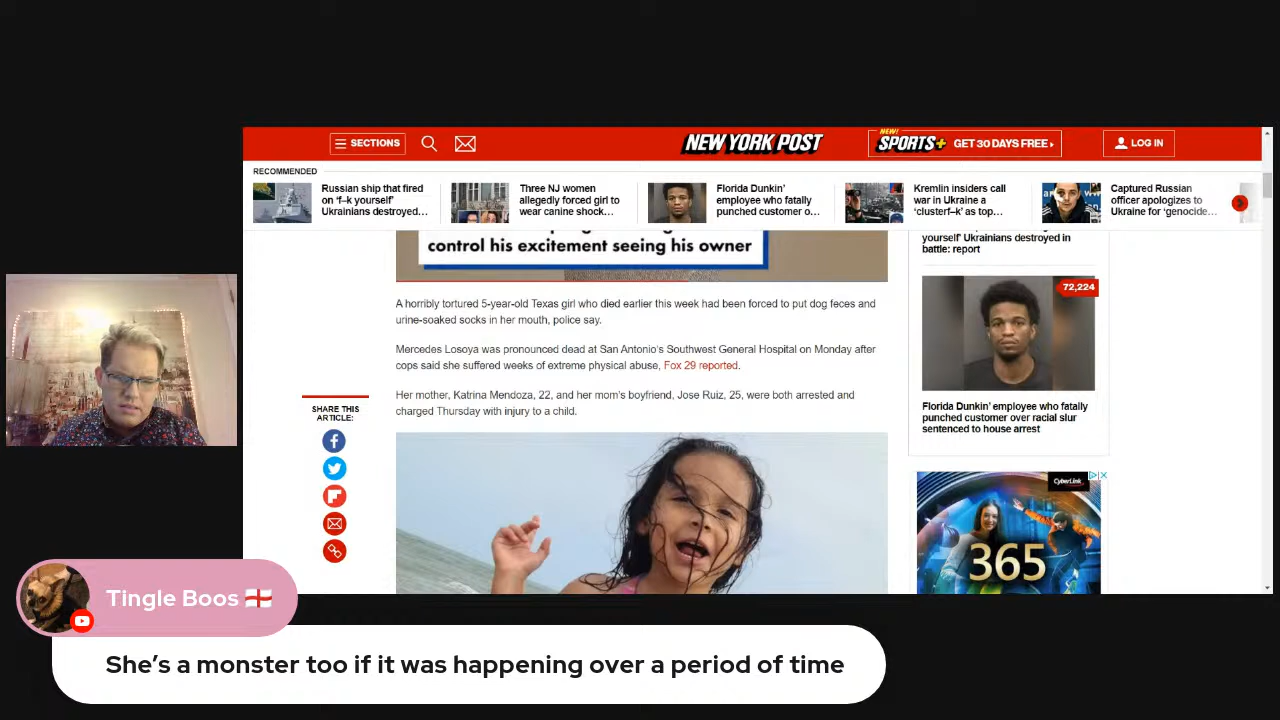 SECTIONS
NEW YORK POST
NEW!
SPORTS+ GET 30 DAYS FREE
LOG IN
RECOMMENDED
Russian ship that fired
on 'f–k yourself'
Ukrainians destroyed...
Three NJ women
allegedly forced girl to
wear canine shock...
Florida Dunkin'
employee who fatally
punched customer o...
Kremlin insiders call
war in Ukraine a
'clusterf–k' as top...
Captured Russian
officer apologizes to
Ukraine for 'genocide...
control his excitement seeing his owner
A horribly tortured 5-year-old Texas girl who died earlier this week had been forced to put dog feces and
urine-soaked socks in her mouth, police say.
Mercedes Losoya was pronounced dead at San Antonio's Southwest General Hospital on Monday after
cops said she suffered weeks of extreme physical abuse, Fox 29 reported.
Her mother, Katrina Mendoza, 22, and her mom's boyfriend, Jose Ruiz, 25, were both arrested and
charged Thursday with injury to a child.
SHARE THIS
ARTICLE:
yourself' Ukrainians destroyed in
battle: report
72,224
Florida Dunkin' employee who fatally
punched customer over racial slur
sentenced to house arrest
CyberLink
365
Tingle Boos
She's a monster too if it was happening over a period of time